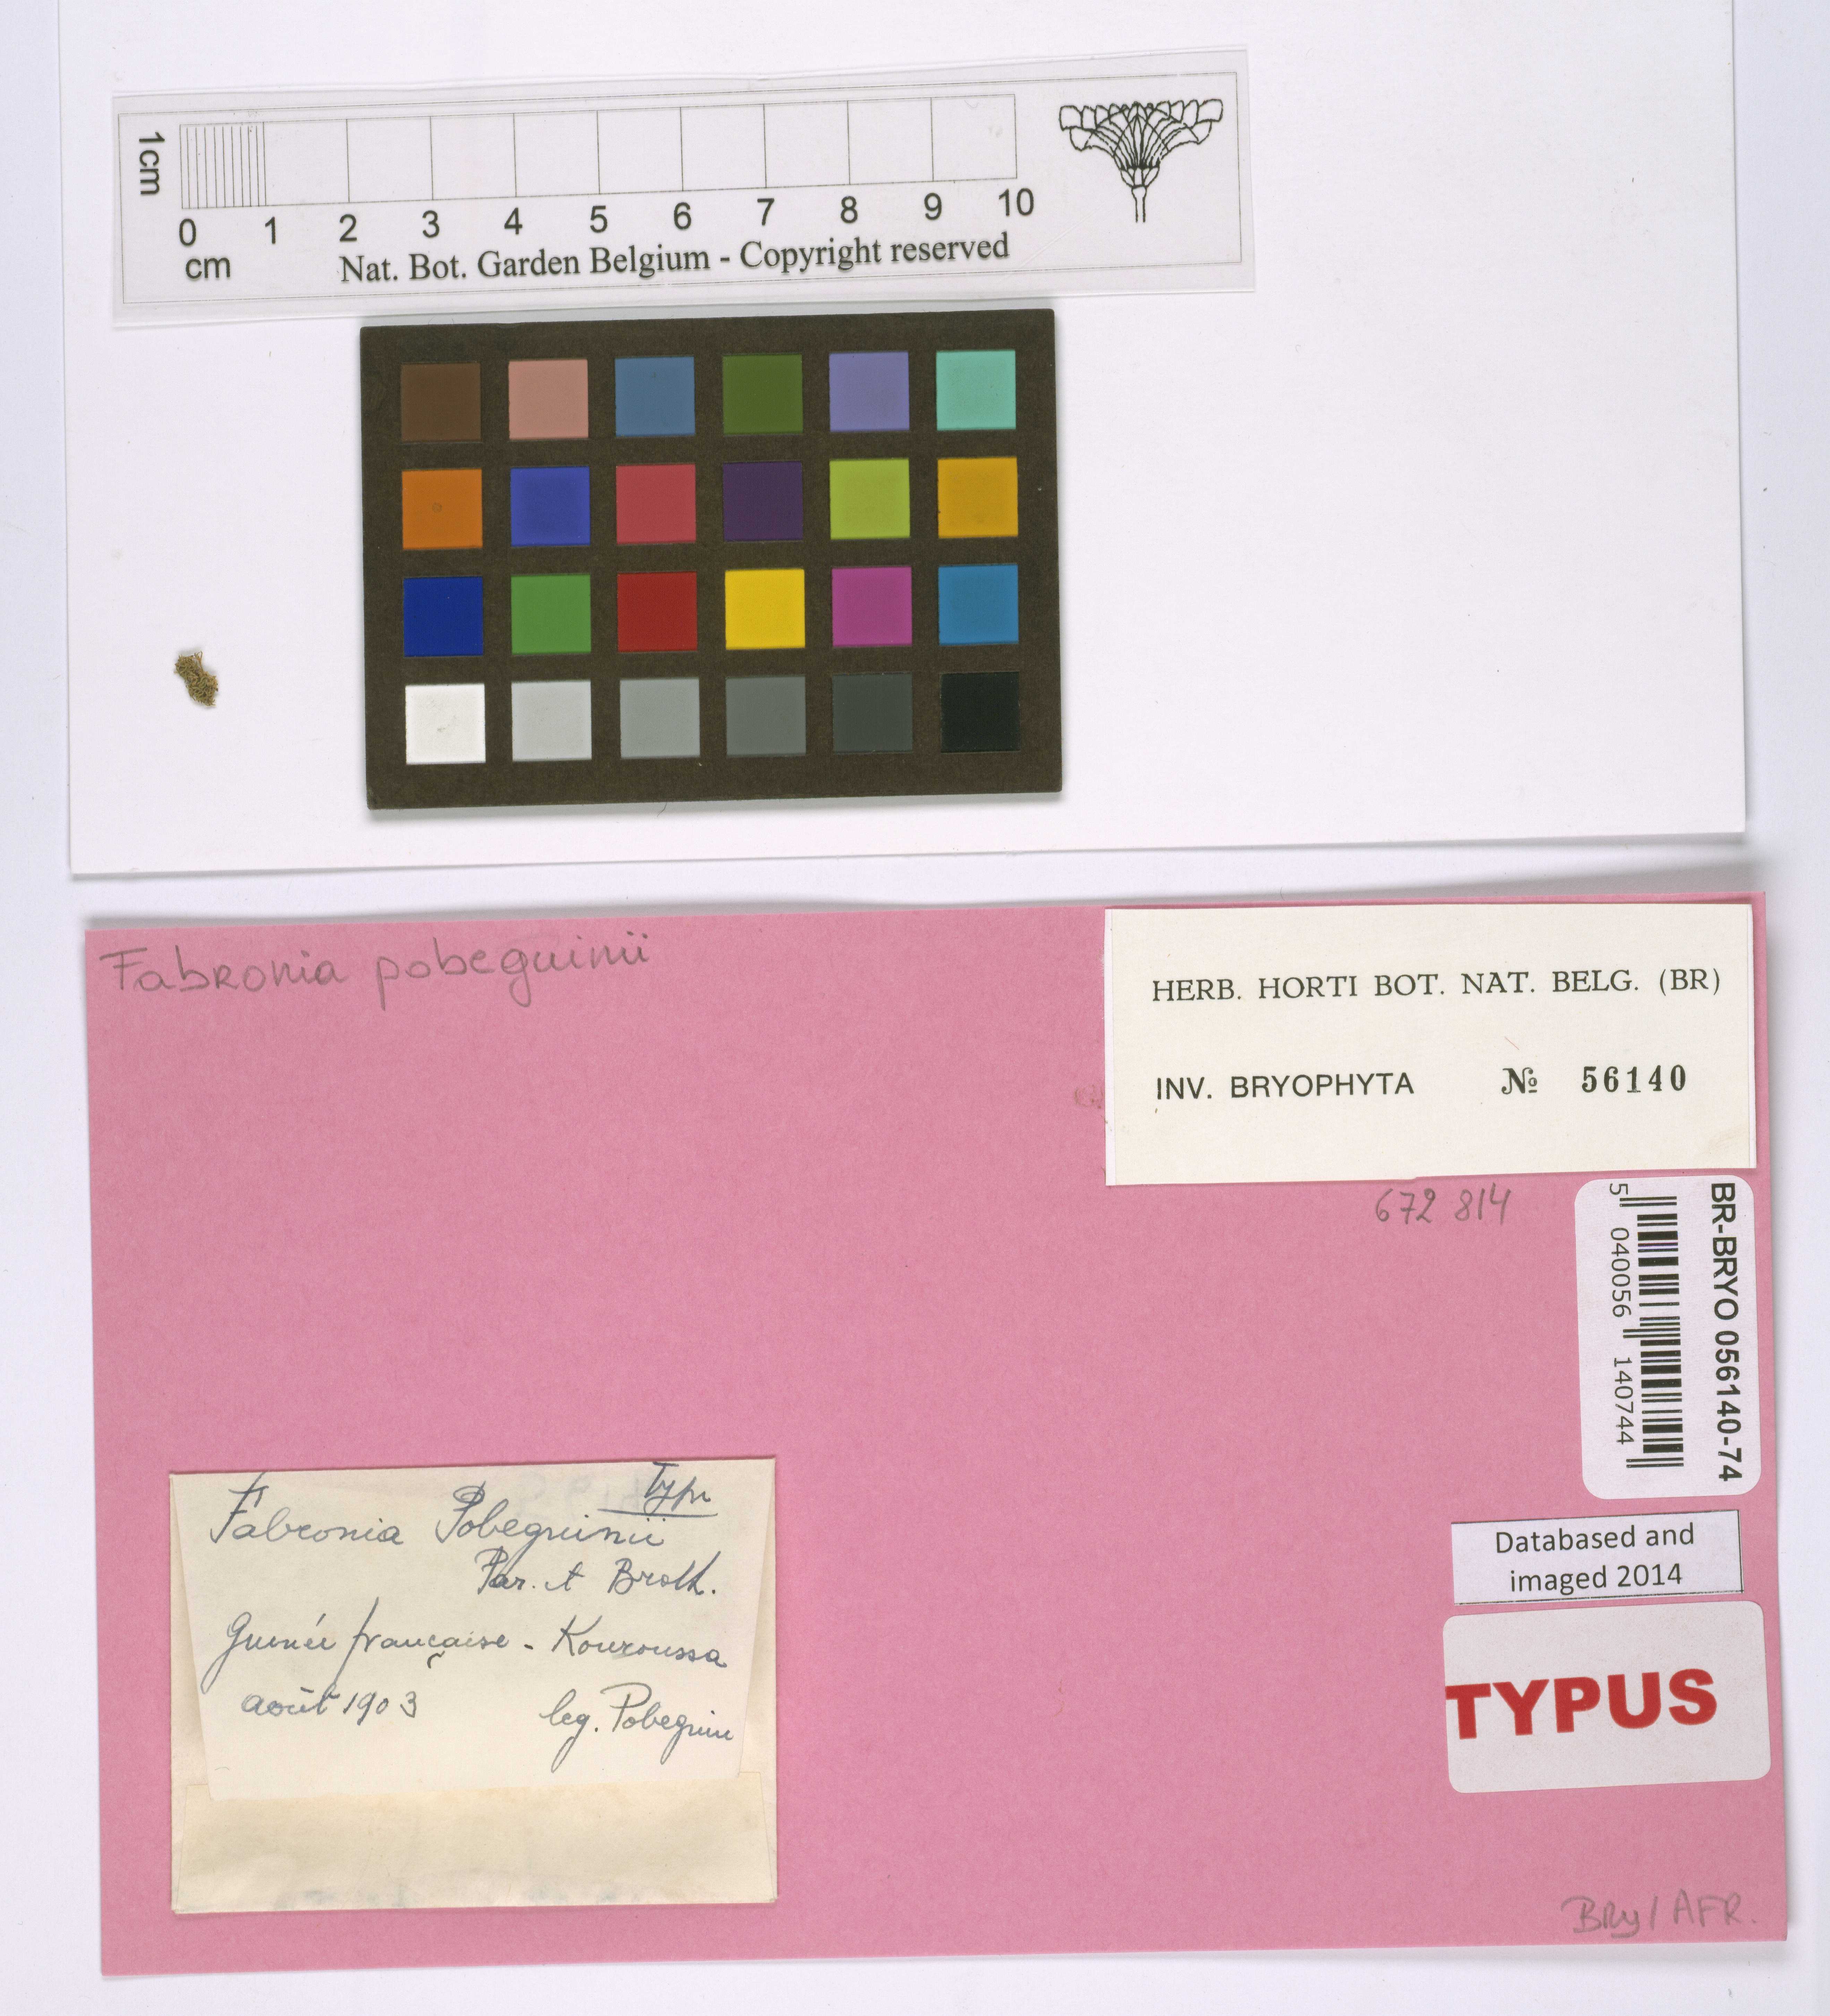 1cm
0 1 2 3 4 5 6 7 8 9 10
cm
Nat. Bot. Garden Belgium - Copyright reserved
Fabronia pobeguinii
HERB. HORTI BOT. NAT. BELG. (BR)
INV. BRYOPHYTA № 56140
672 814
BR-BRYO 056140-74
5 040056 140744
Databased and
imaged 2014
TYPUS
Type
Fabronia Pobeguinii
Par. et Broth.
Guinée française - Kouroussa
août 1903 leg. Pobeguin
BRY/AFR.